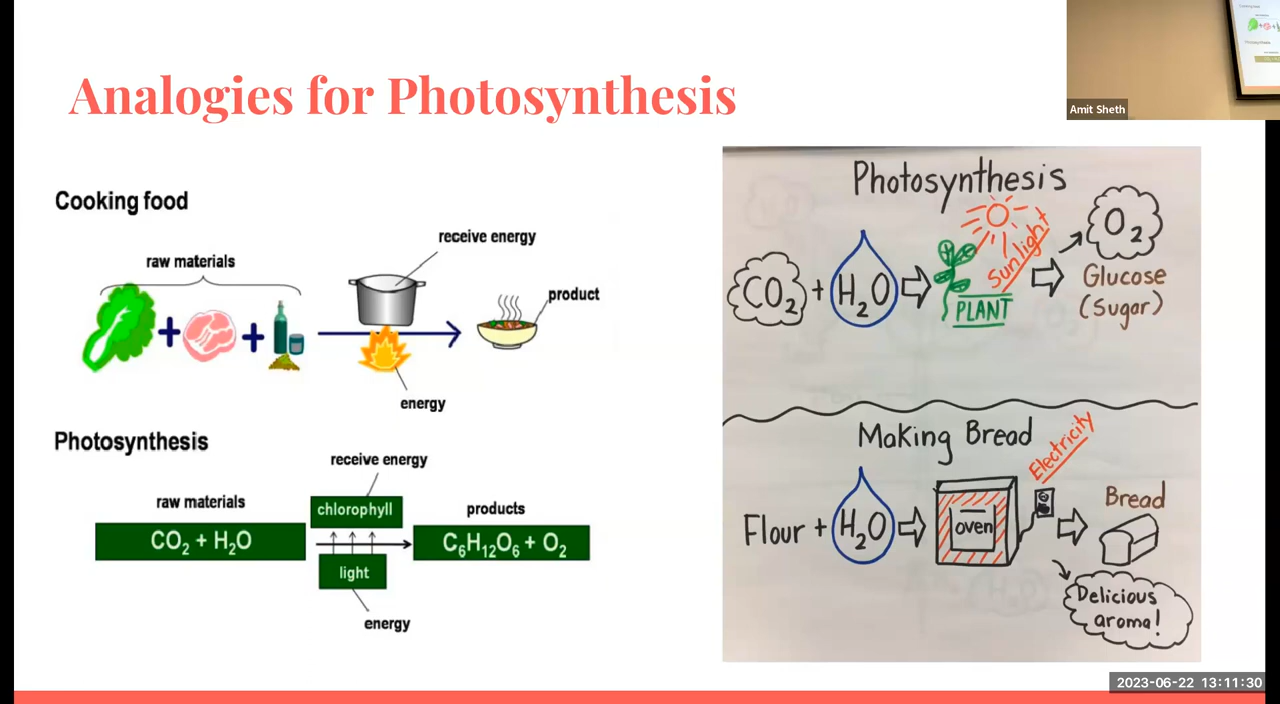 Analogies for Photosynthesis
Amit Sheth
Cooking food
raw materials
receive energy
product
energy
Photosynthesis
receive energy
raw materials
chlorophyll
products
CO₂ + H₂O
C₆H₁₂O₆ + O₂
light
energy
Photosynthesis
Sunlight
O₂
CO₂ + H₂O
PLANT
Glucose
(Sugar)
Making Bread
Electricity
Bread
Flour + H₂O
oven
Delicious
aroma!
2023-06-22 13:11:30